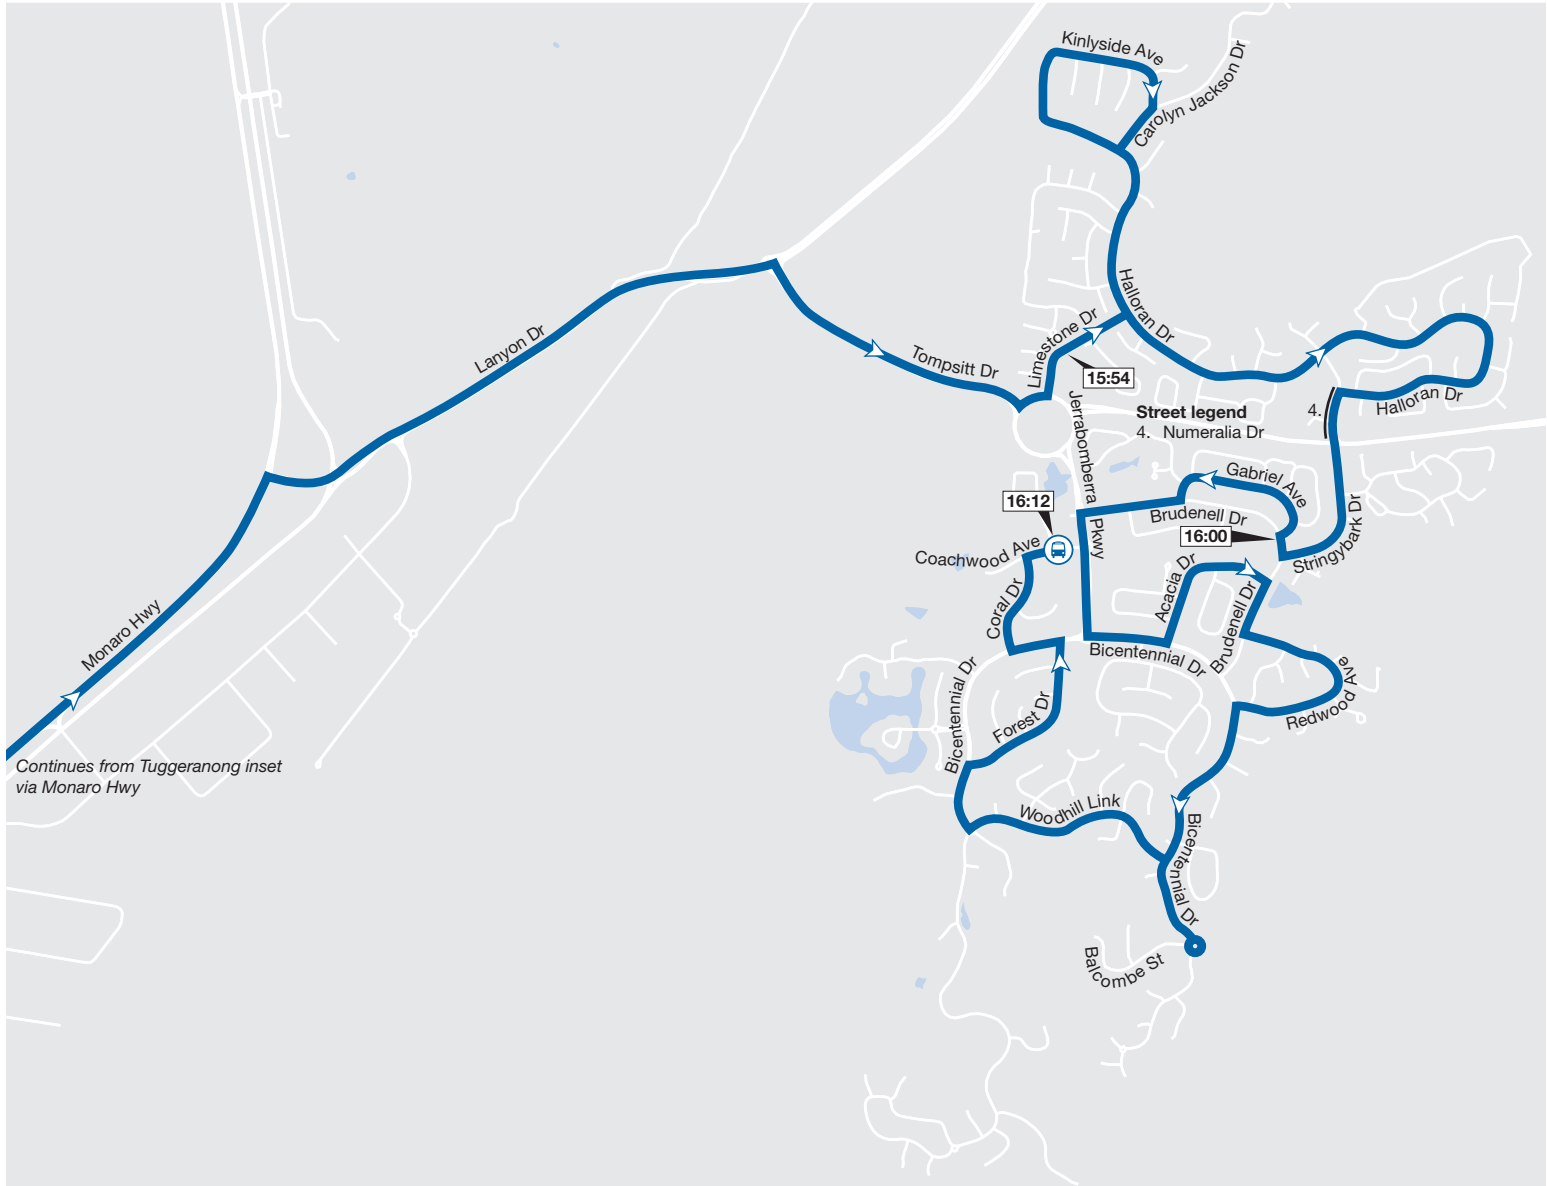 Kinlyside Ave
Carolyn Jackson Dr
Halloran Dr
Limestone Dr
Lanyon Dr
Tompsitt Dr
15:54
Jerrabomberra Pkwy
Street legend
4. Numeralia Dr
4.
Halloran Dr
Gabriel Ave
16:12
Brudenell Dr
16:00
Stringybark Dr
Coachwood Ave
Coral Dr
Acacia Dr
Brudenell Dr
Monaro Hwy
Bicentennial Dr
Bicentennial Dr
Forest Dr
Redwood Ave
Continues from Tuggeranong inset
via Monaro Hwy
Woodhill Link
Bicentennial Dr
Balcombe St